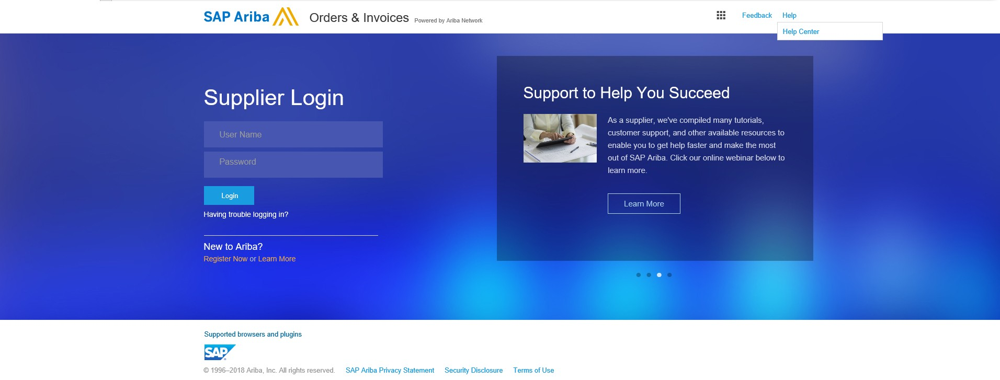 SAP Ariba Orders & Invoices Powered by Ariba Network
Feedback Help
Help Center
Supplier Login
User Name
Password
Login
Having trouble logging in?
New to Ariba?
Register Now or Learn More
Support to Help You Succeed
As a supplier, we've compiled many tutorials,
customer support, and other available resources to
enable you to get help faster and make the most
out of SAP Ariba. Click our online webinar below to
learn more.
Learn More
Supported browsers and plugins
SAP
© 1996–2018 Ariba, Inc. All rights reserved. SAP Ariba Privacy Statement Security Disclosure Terms of Use